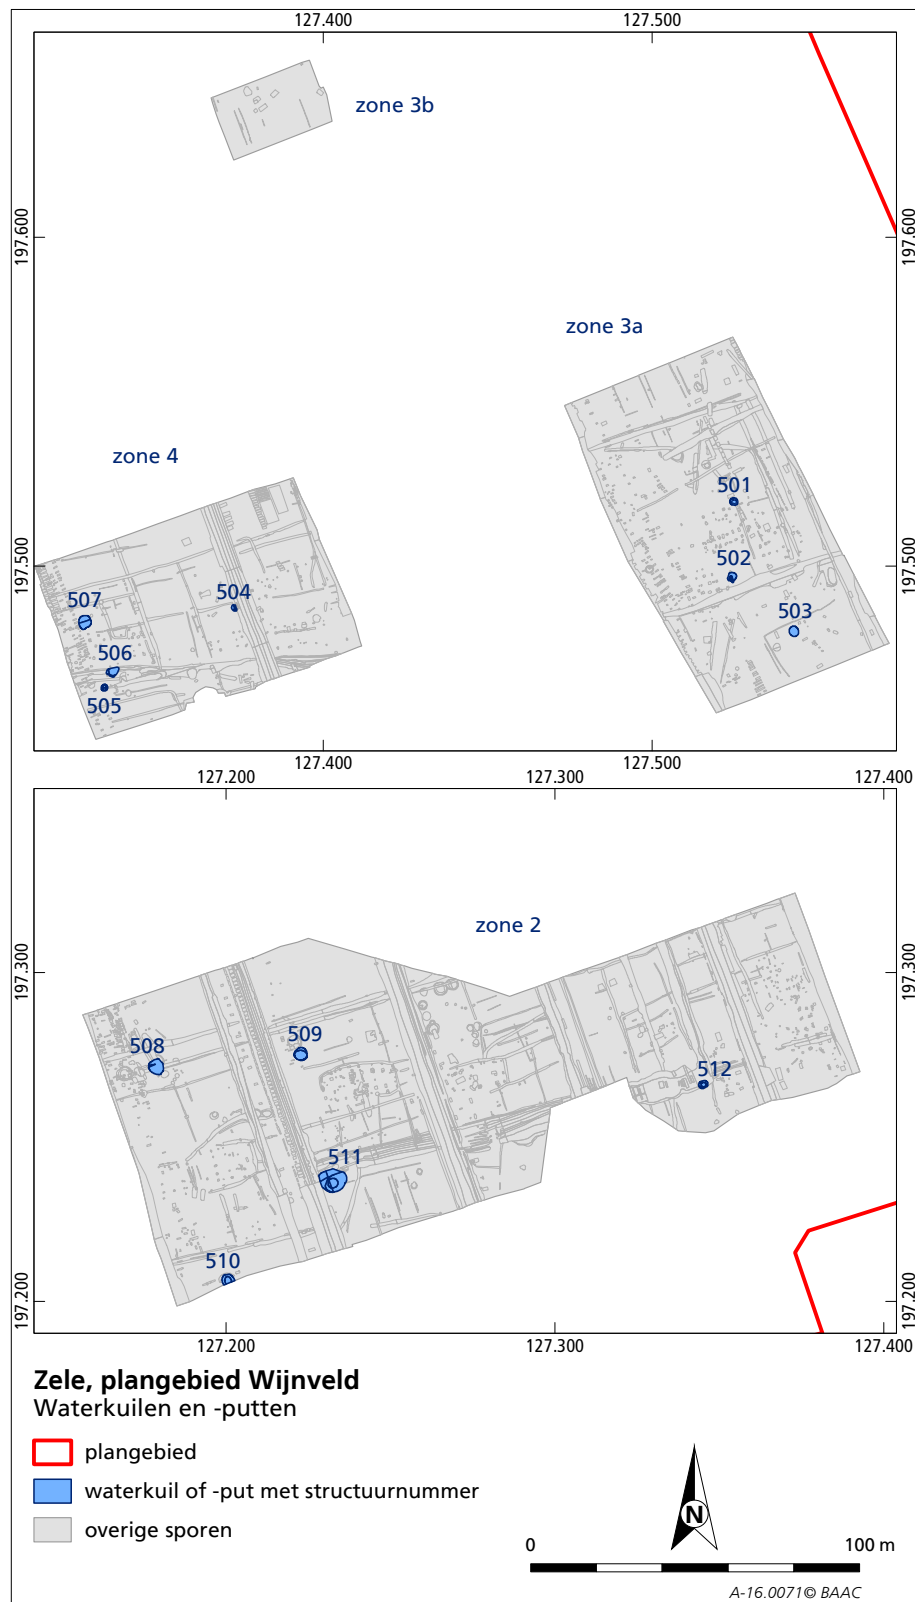 127.400
127.500
zone 3b
197.600
197.600
zone 3a
zone 4
501
502
503
504
507
506
505
197.500
197.500
127.400
127.500
127.200
127.300
127.400
zone 2
197.300
197.300
508
509
512
511
510
197.200
197.200
127.200
127.300
127.400
Zele, plangebied Wijnveld
Waterkuilen en -putten
plangebied
waterkuil of -put met structuurnummer
overige sporen
N
0
100 m
A-16.0071© BAAC